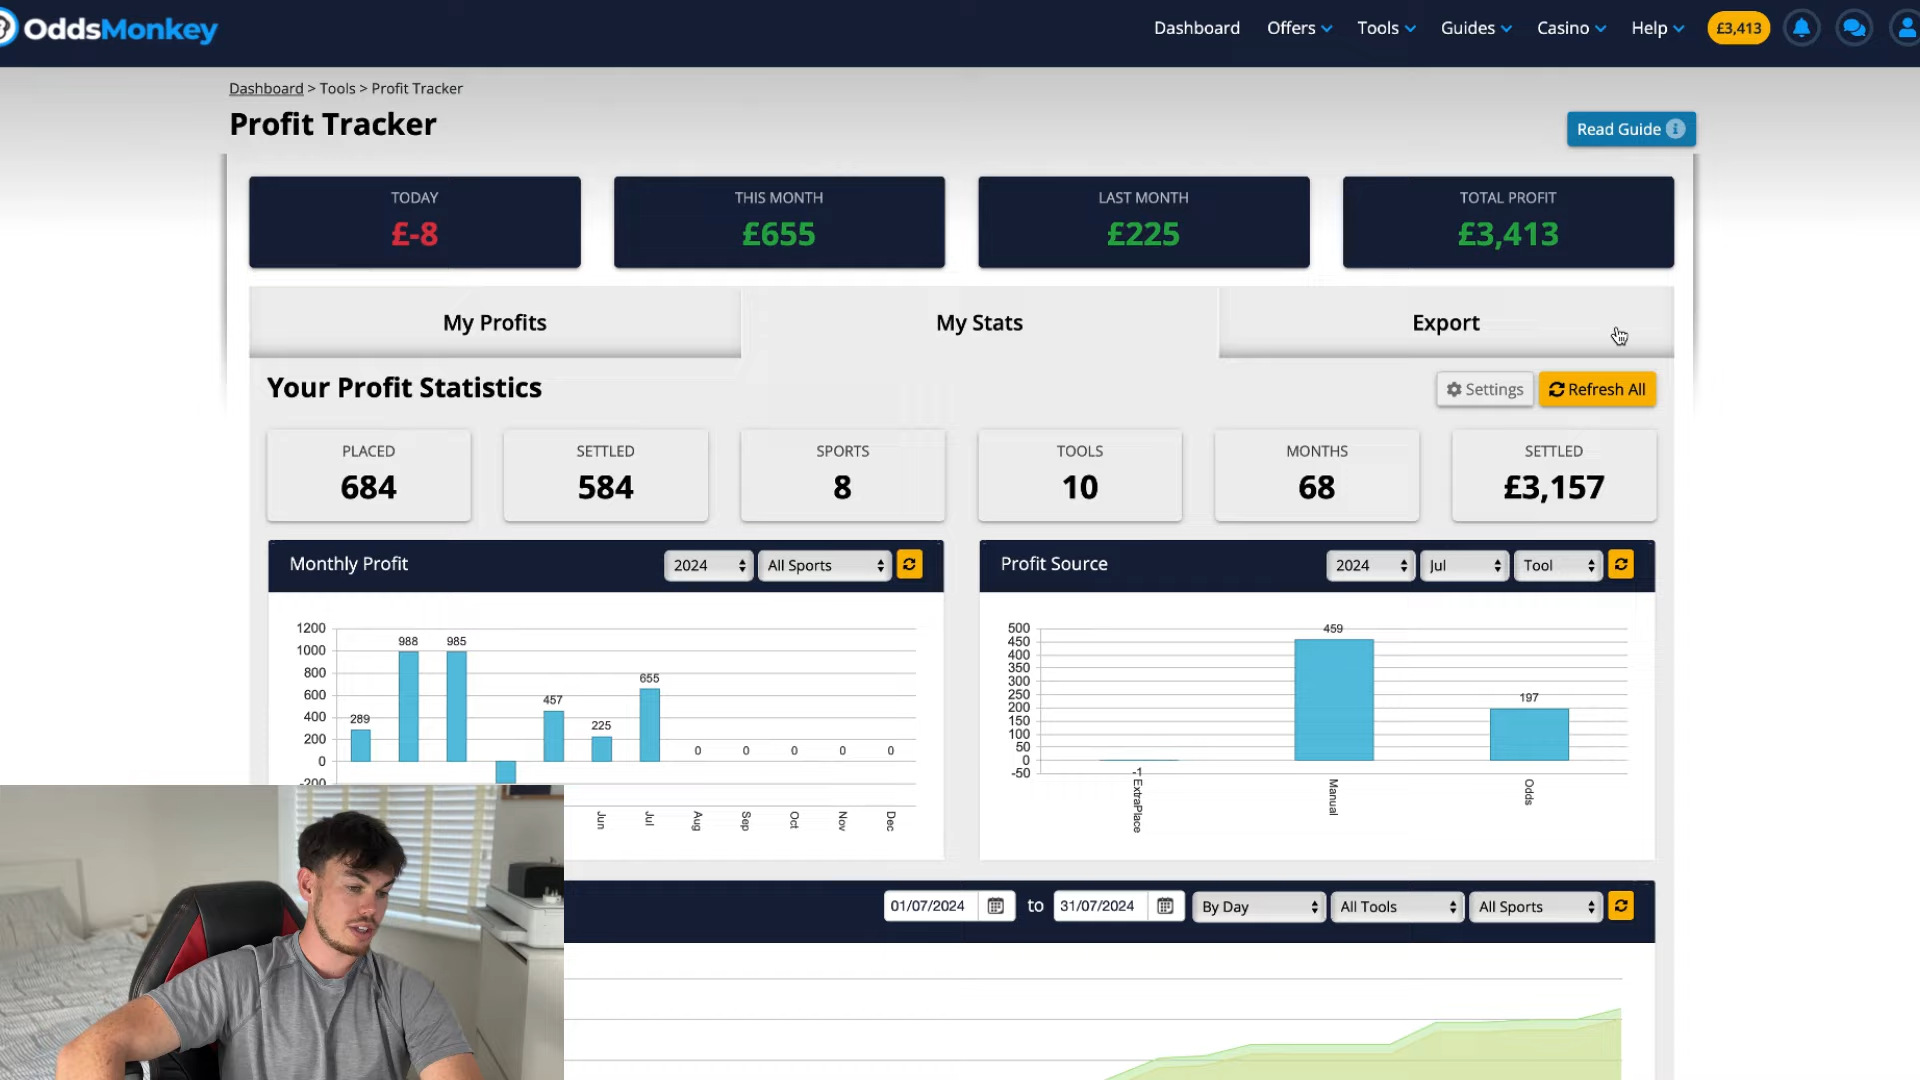 OddsMonkey
Dashboard Offers Tools Guides Casino Help £3,413
Dashboard > Tools > Profit Tracker
Profit Tracker
Read Guide
TODAY
£-8
THIS MONTH
£655
LAST MONTH
£225
TOTAL PROFIT
£3,413
My Profits
My Stats
Export
Your Profit Statistics
Settings
Refresh All
PLACED
684
SETTLED
584
SPORTS
8
TOOLS
10
MONTHS
68
SETTLED
£3,157
Monthly Profit
2024
All Sports
1200
1000
800
600
400
200
0
-200
289
988
985
457
225
655
0
0
0
0
0
Jun
Jul
Aug
Sep
Oct
Nov
Dec
Profit Source
2024
Jul
Tool
500
450
400
350
300
250
200
150
100
50
0
-50
-1
459
197
ExtraPlace
Manual
Odds
01/07/2024 to 31/07/2024
By Day
All Tools
All Sports